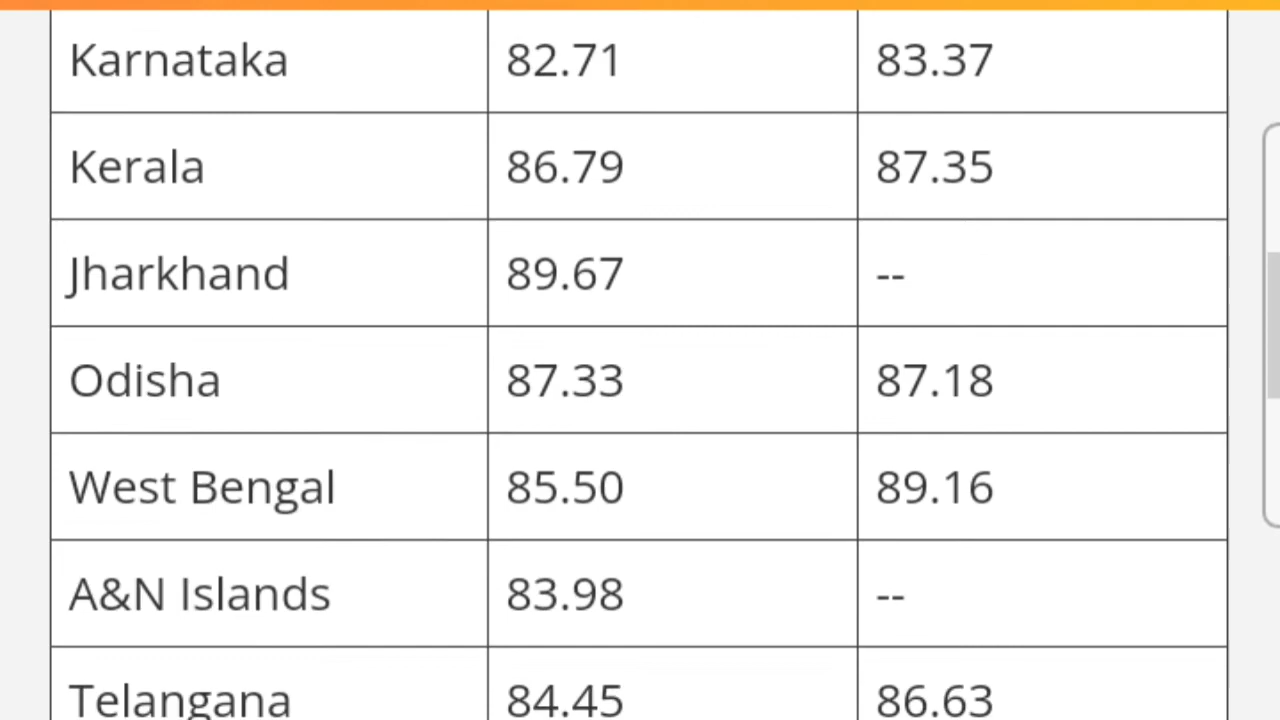 Karnataka 82.71 83.37
Kerala 86.79 87.35
Jharkhand 89.67 --
Odisha 87.33 87.18
West Bengal 85.50 89.16
A&N Islands 83.98 --
Telangana 84.45 86.63